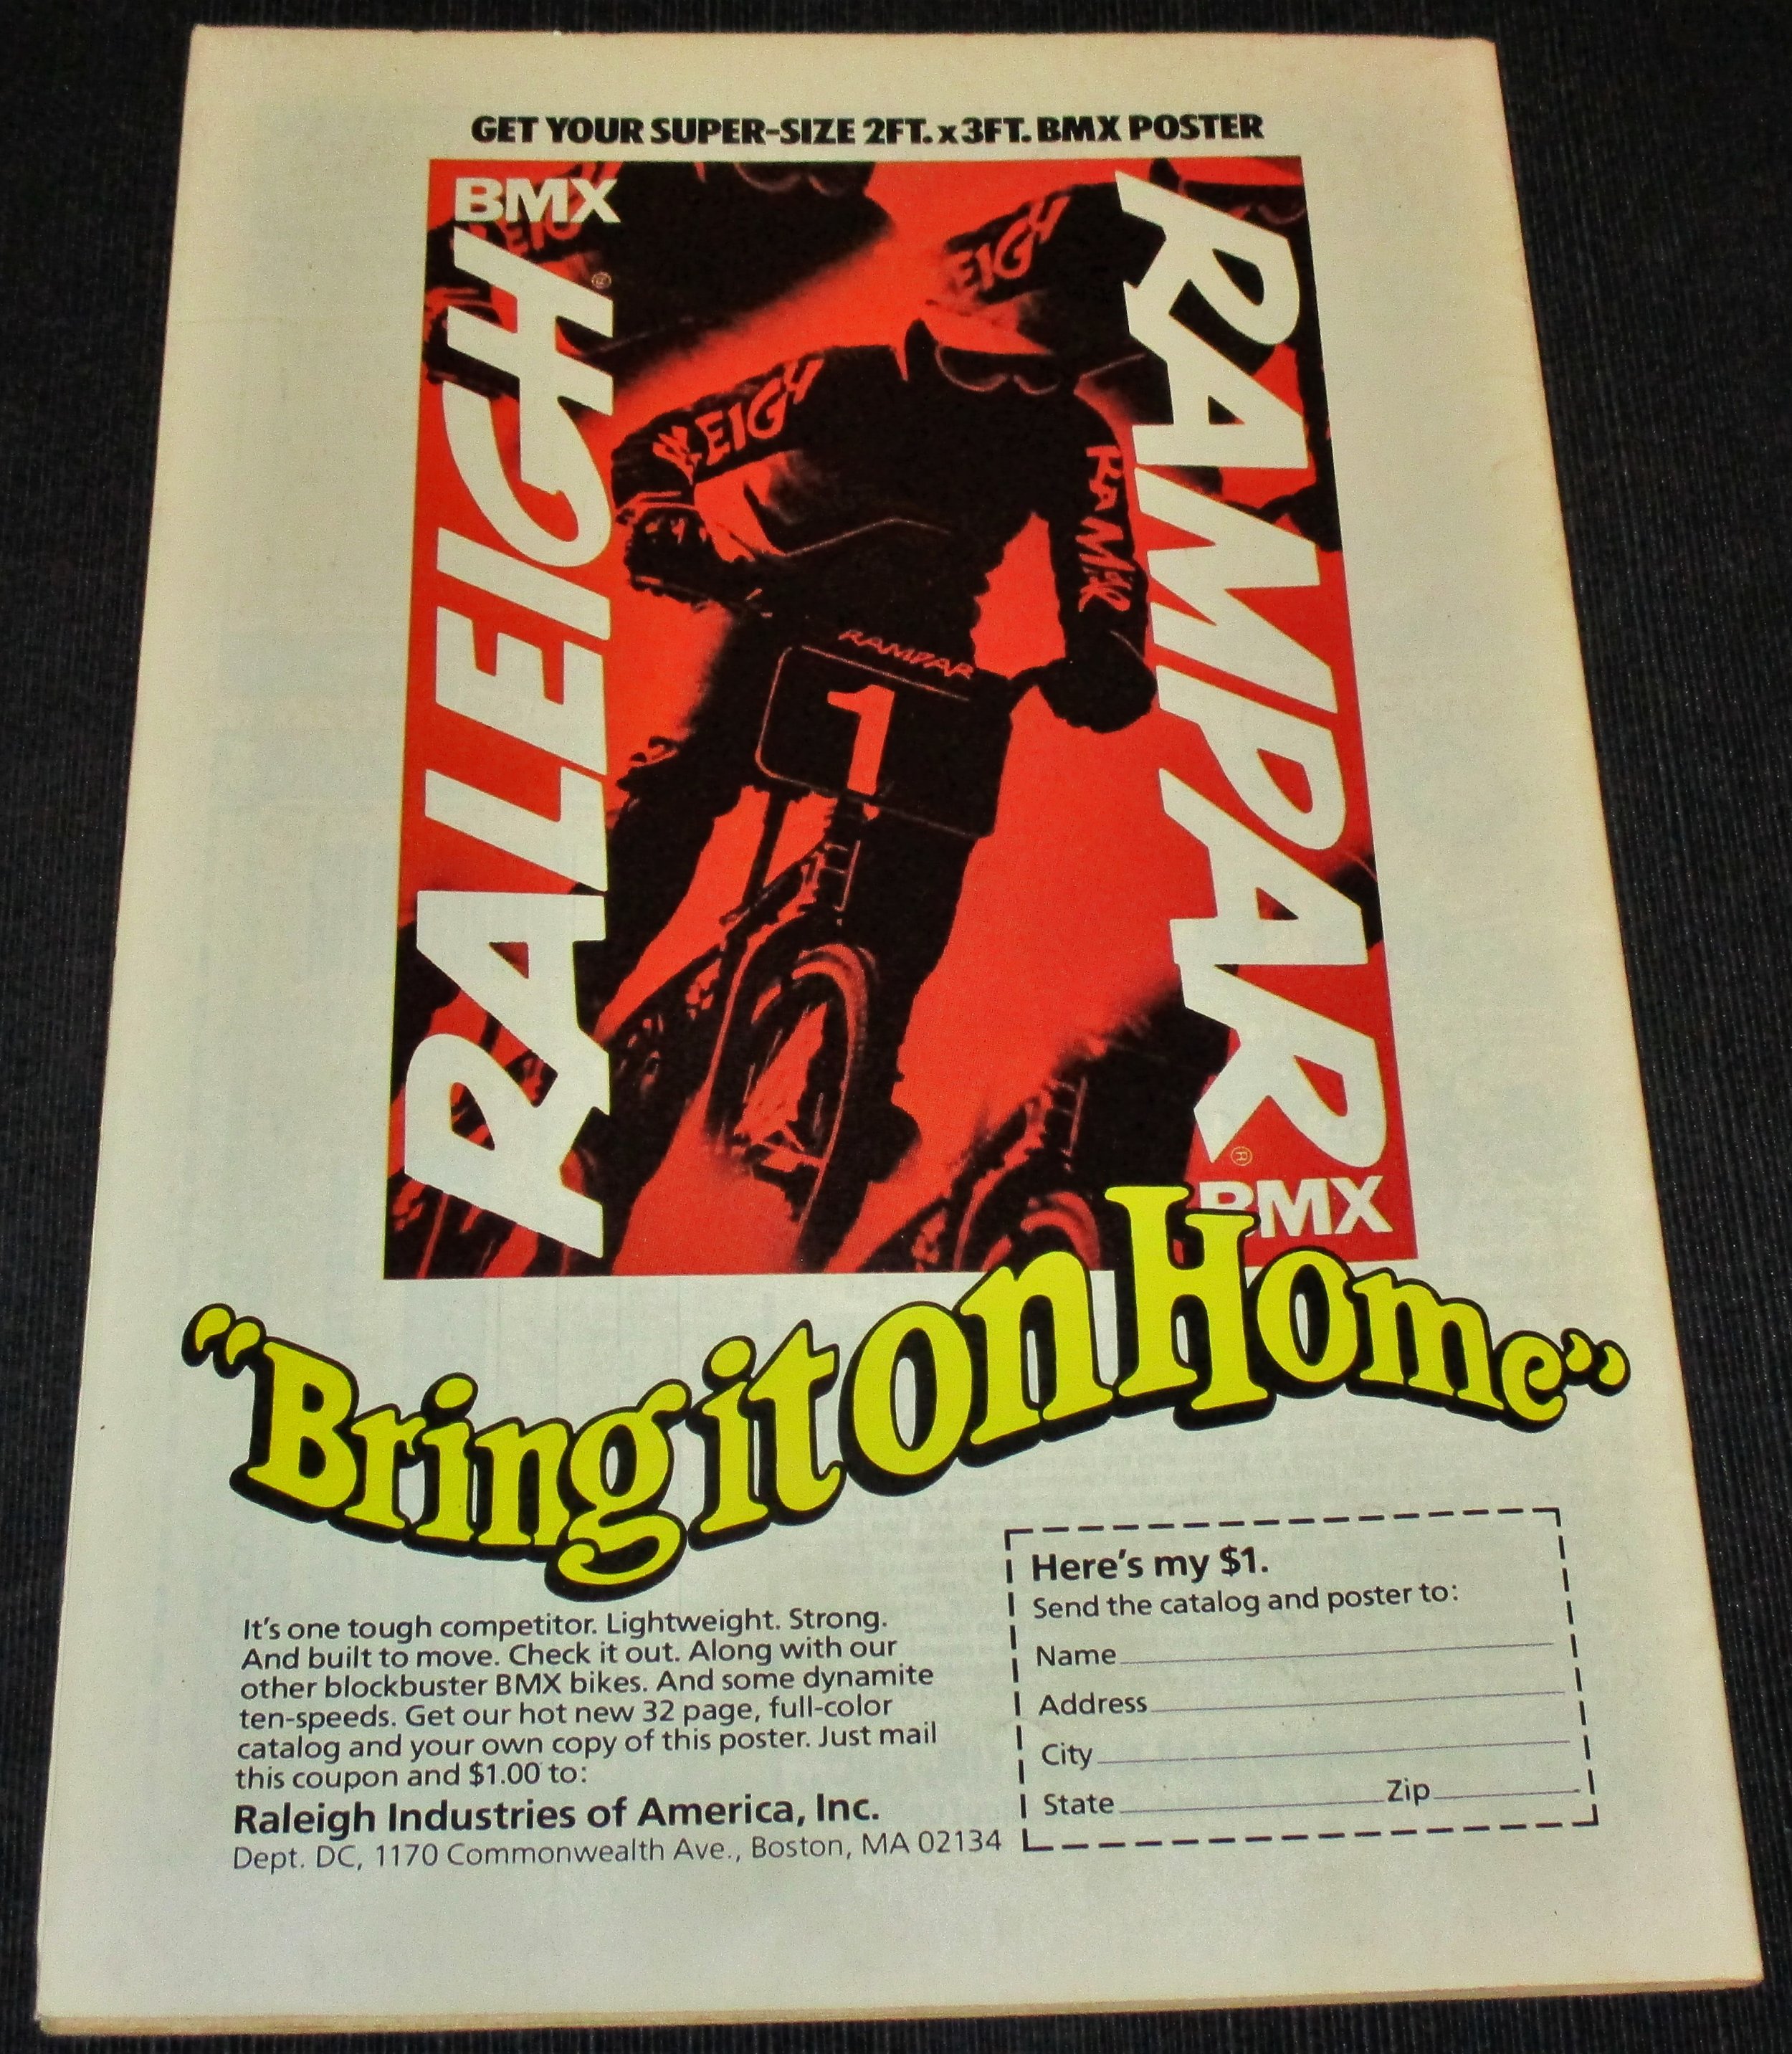 GET YOUR SUPER-SIZE 2FT. x 3FT. BMX POSTER
BMX
RALEIGH®
RAMPAR®
BMX
EIGH
LEIGH
RAMPAR
RAMPAR
1
"Bring it on Home"
It's one tough competitor. Lightweight. Strong.
And built to move. Check it out. Along with our
other blockbuster BMX bikes. And some dynamite
ten-speeds. Get our hot new 32 page, full-color
catalog and your own copy of this poster. Just mail
this coupon and $1.00 to:
Raleigh Industries of America, Inc.
Dept. DC, 1170 Commonwealth Ave., Boston, MA 02134
Here's my $1.
Send the catalog and poster to:
Name
Address
City
State Zip